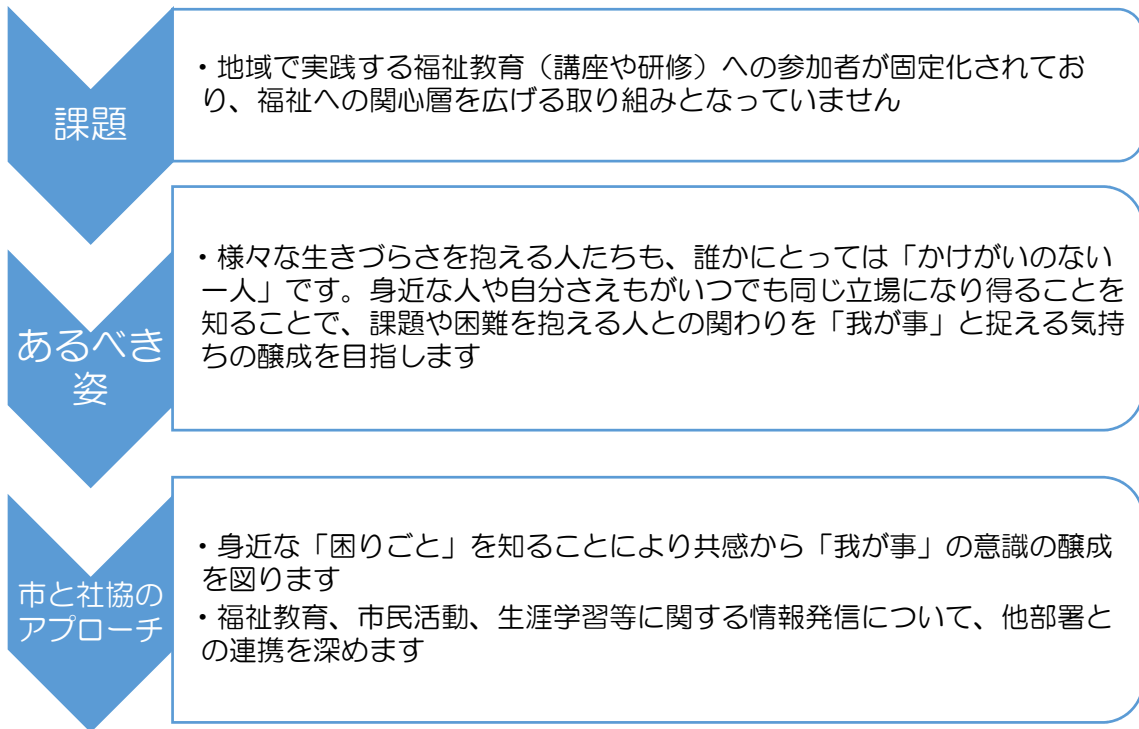 課題
・地域で実践する福祉教育（講座や研修）への参加者が固定化されてお
り、福祉への関心層を広げる取り組みとなっていません
あるべき
姿
・様々な生きづらさを抱える人たちも、誰かにとっては「かけがいのない
一人」です。身近な人や自分さえもがいつでも同じ立場になり得ることを
知ることで、課題や困難を抱える人との関わりを「我が事」と捉える気持
ちの醸成を目指します
市と社協の
アプローチ
・身近な「困りごと」を知ることにより共感から「我が事」の意識の醸成
を図ります
・福祉教育、市民活動、生涯学習等に関する情報発信について、他部署と
の連携を深めます